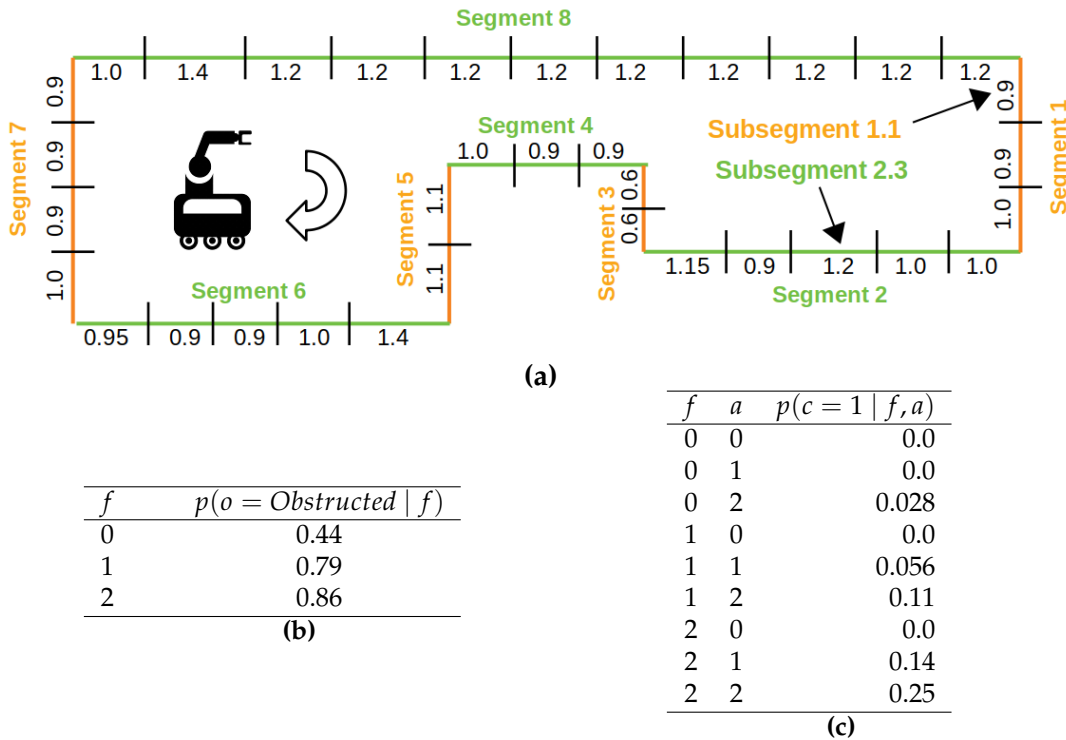 Segment 8
1.0 1.4 1.2 1.2 1.2 1.2 1.2 1.2 1.2 1.2 1.2
Segment 7
0.9
0.9
0.9
1.0
Segment 4
1.0 0.9 0.9
Segment 5
1.1
1.1
Segment 3
0.6
0.6
Subsegment 1.1
Subsegment 2.3
Segment 1
0.9
0.9
1.0
1.15 0.9 1.2 1.0 1.0
Segment 2
Segment 6
0.95 0.9 0.9 1.0 1.4
(a)
f p(o = Obstructed | f)
0 0.44
1 0.79
2 0.86
(b)
f a p(c = 1 | f, a)
0 0 0.0
0 1 0.0
0 2 0.028
1 0 0.0
1 1 0.056
1 2 0.11
2 0 0.0
2 1 0.14
2 2 0.25
(c)